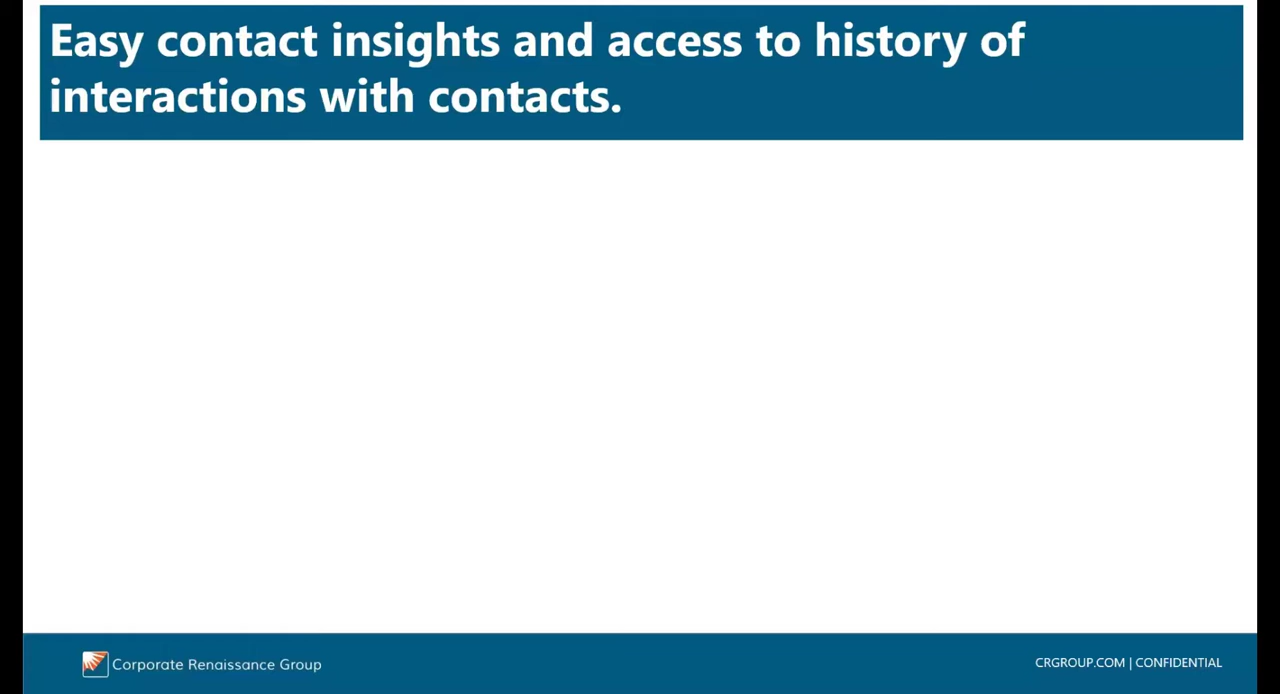 Easy contact insights and access to history of
interactions with contacts.
Corporate Renaissance Group
CRGROUP.COM | CONFIDENTIAL